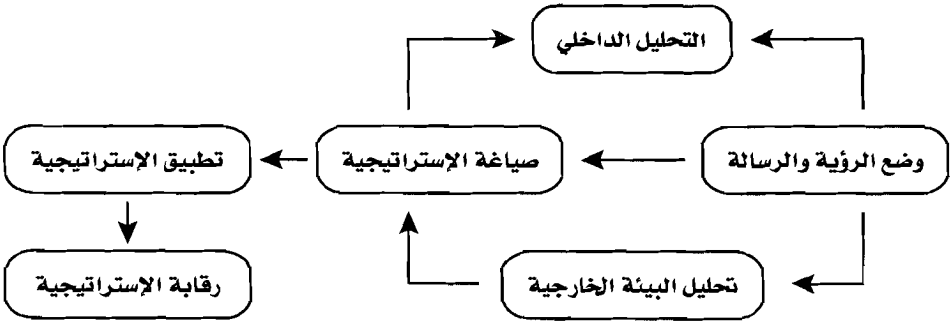 التحليل الداخلي
وضع الرؤية والرسالة
صياغة الإستراتيجية
تطبيق الإستراتيجية
تحليل البيئة الخارجية
رقابة الإستراتيجية